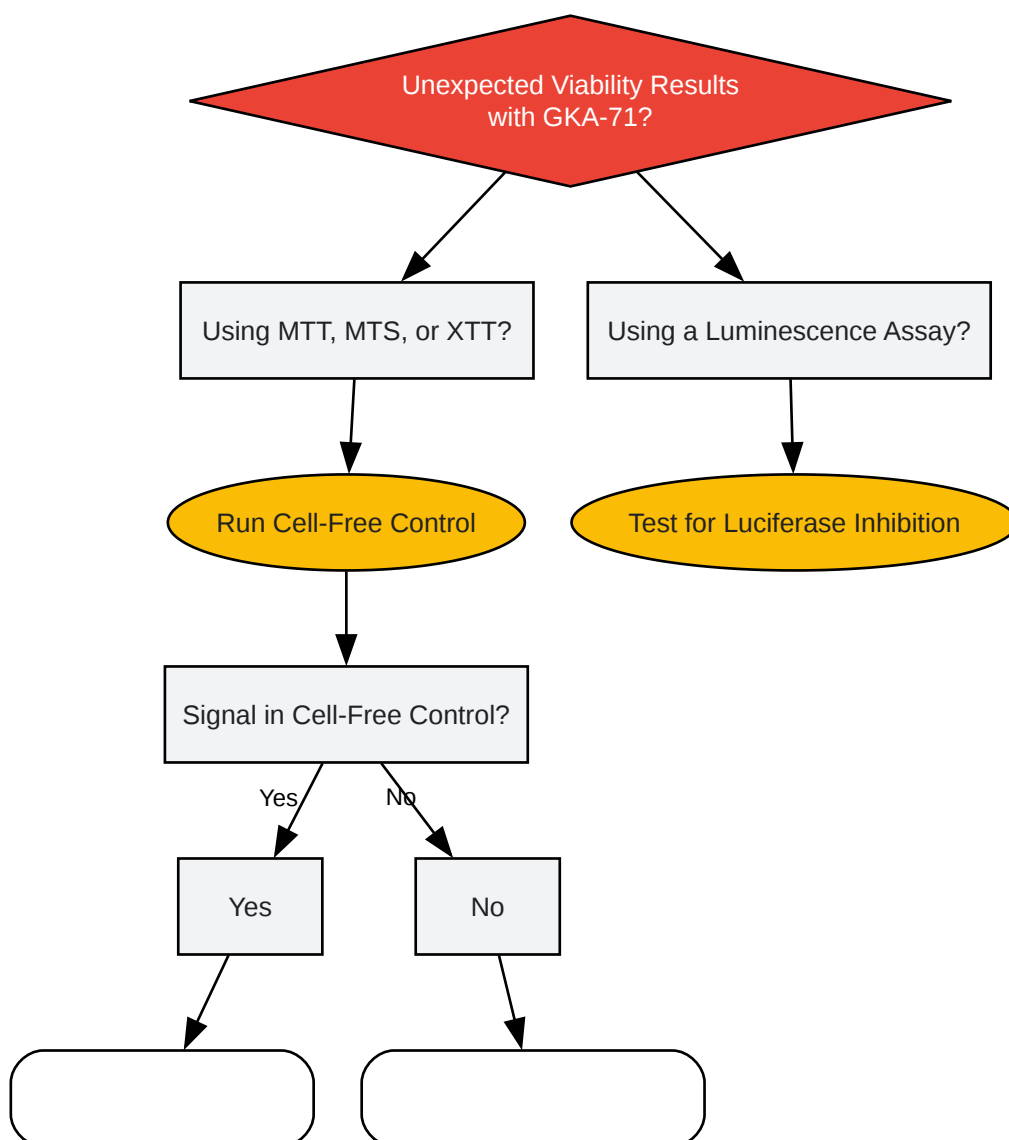 Unexpected Viability Results
with GKA-71?
Using MTT, MTS, or XTT?
Using a Luminescence Assay?
Run Cell-Free Control
Test for Luciferase Inhibition
Signal in Cell-Free Control?
Yes
No
Yes
No